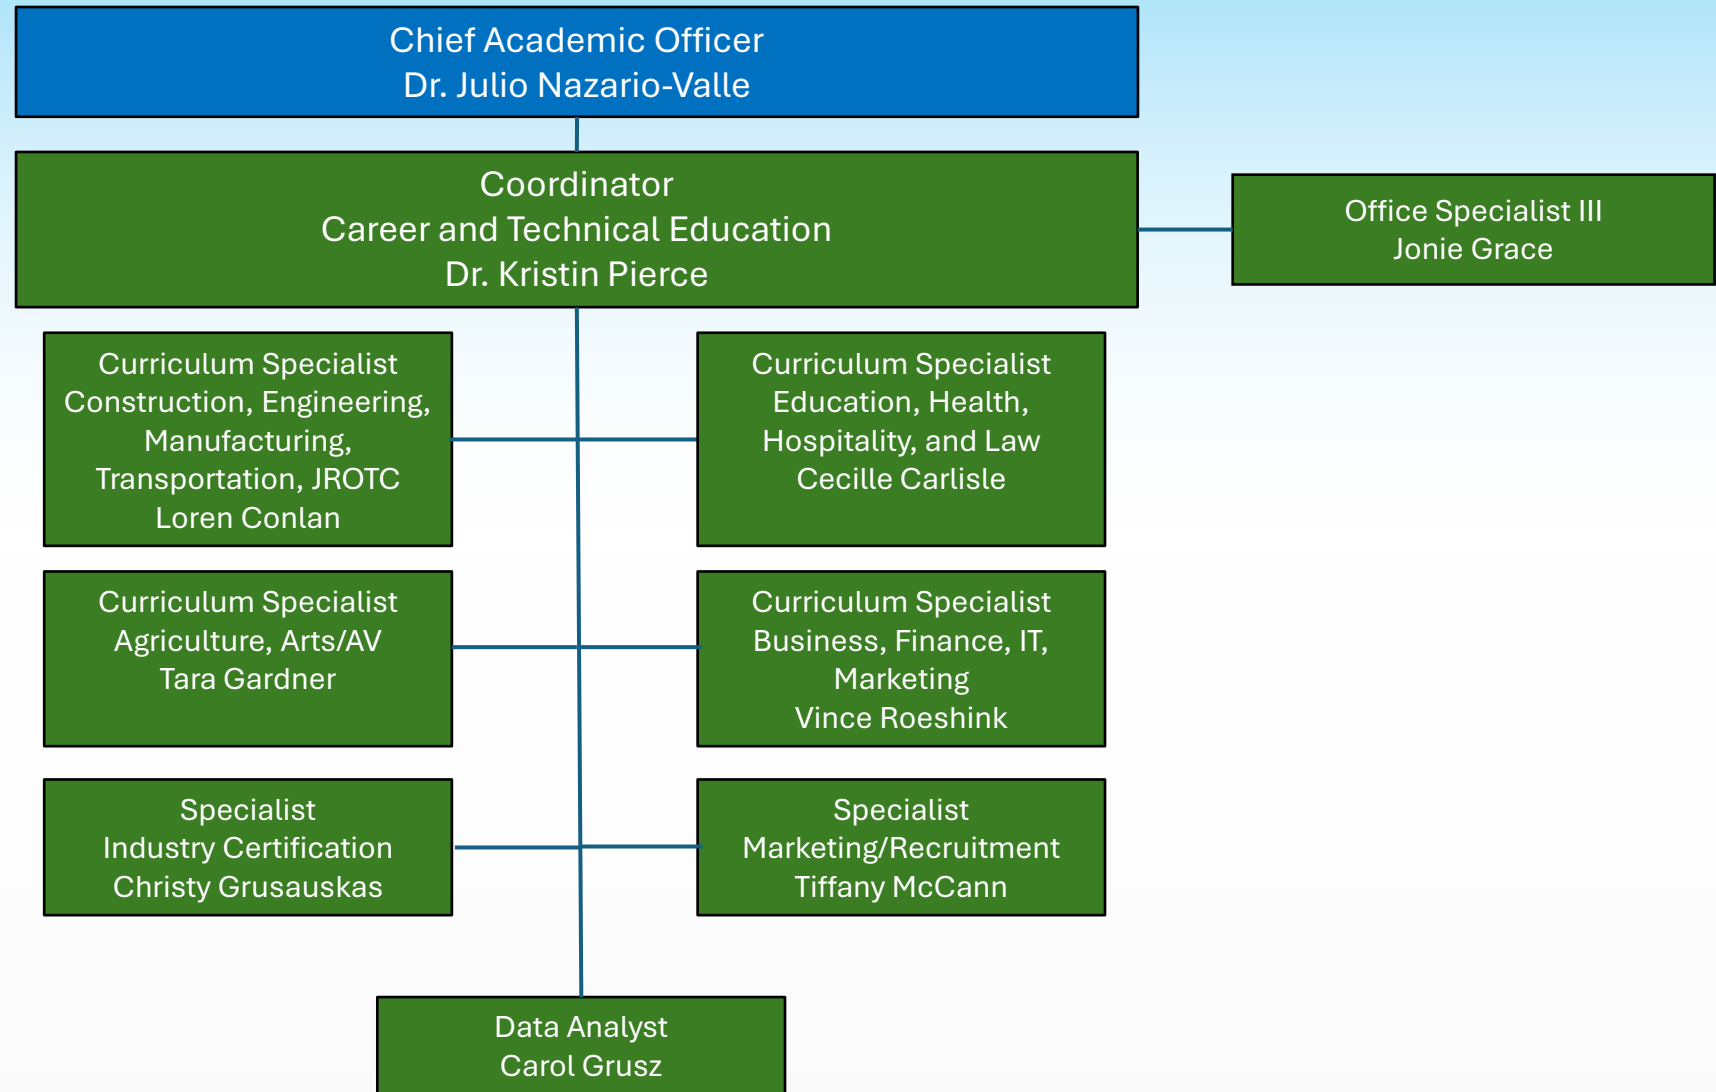 Chief Academic Officer
Dr. Julio Nazario-Valle
Coordinator
Career and Technical Education
Dr. Kristin Pierce
Office Specialist III
Jonie Grace
Curriculum Specialist
Construction, Engineering,
Manufacturing,
Transportation, JROTC
Loren Conlan
Curriculum Specialist
Education, Health,
Hospitality, and Law
Cecille Carlisle
Curriculum Specialist
Agriculture, Arts/AV
Tara Gardner
Curriculum Specialist
Business, Finance, IT,
Marketing
Vince Roeshink
Specialist
Industry Certification
Christy Grusauskas
Specialist
Marketing/Recruitment
Tiffany McCann
Data Analyst
Carol Grusz